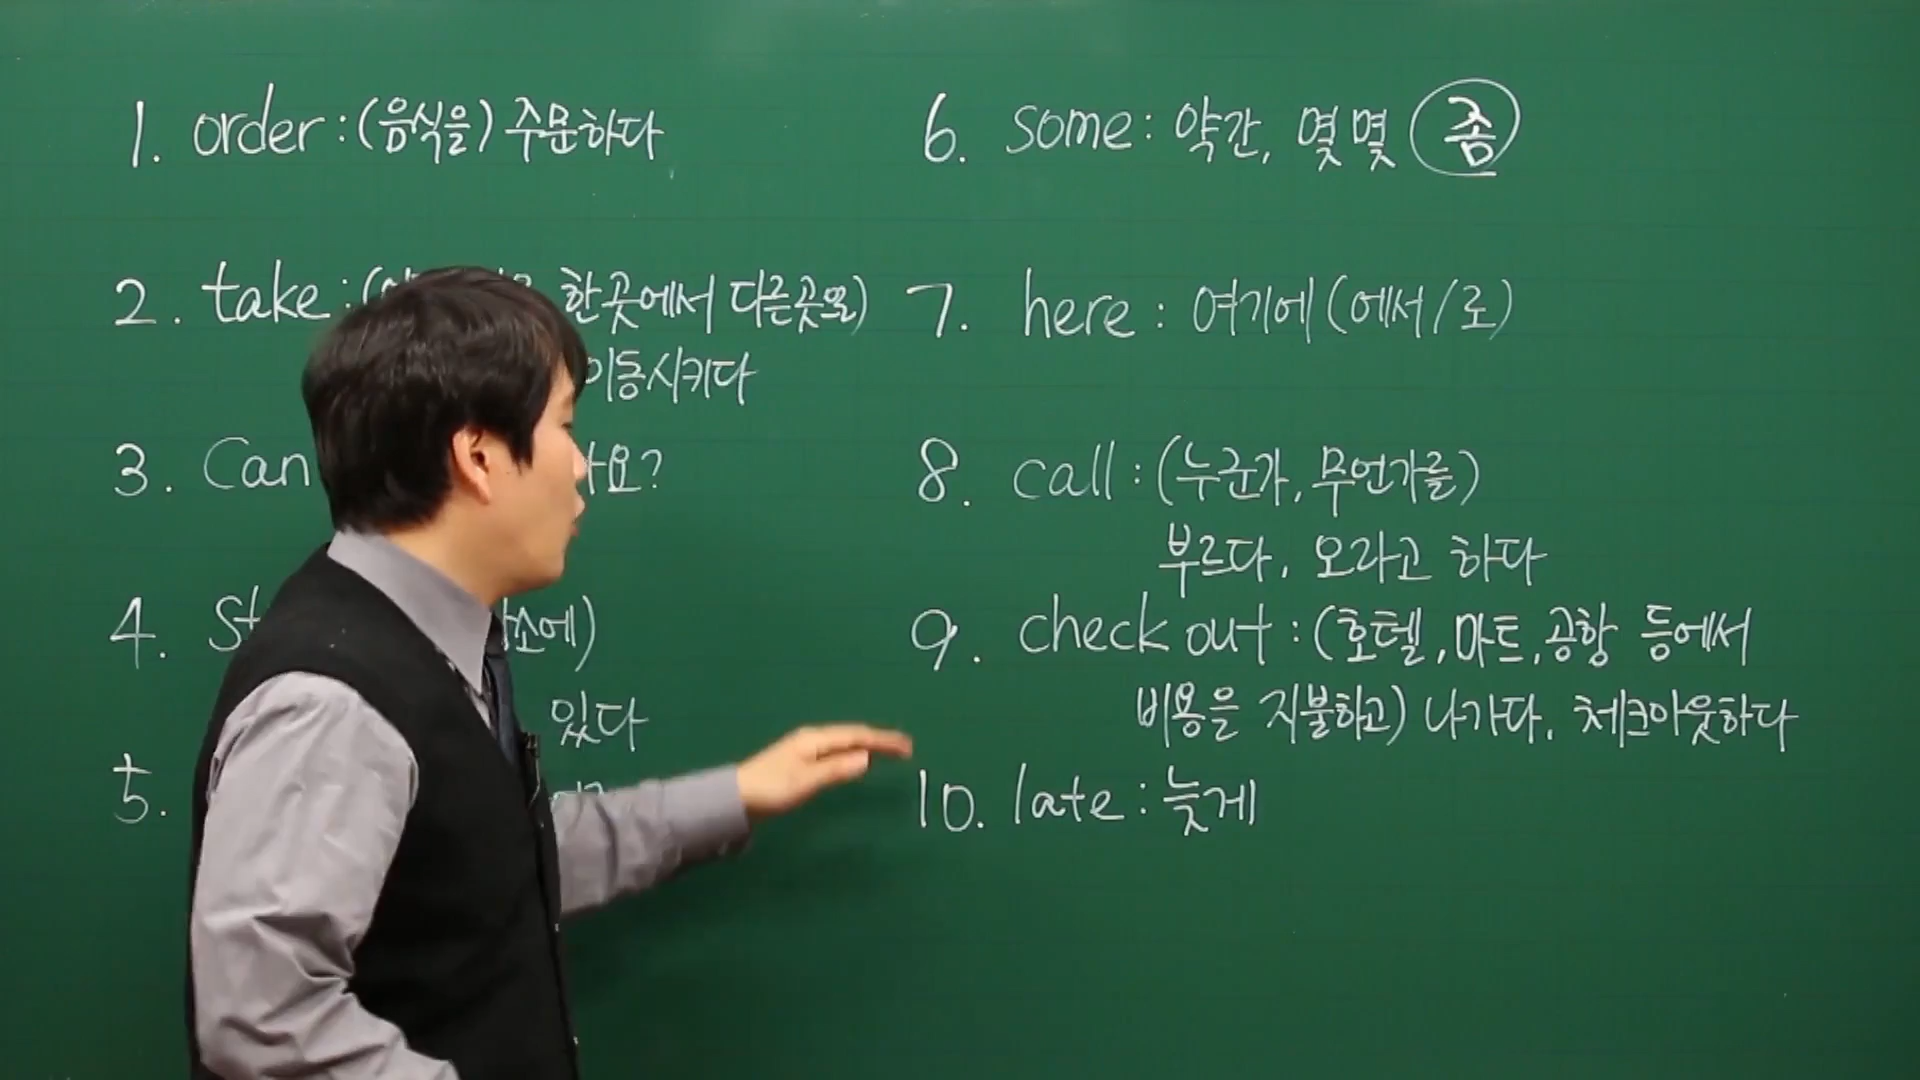 1. order : (음식을) 주문하다
2. take : ( 한곳에서 다른곳으로)
이동시키다
3. Can 요?
4. St 소에)
있다
5.
6. some : 약간, 몇몇 좀
7. here : 여기에 (에서/로)
8. call : (누군가, 무언가를)
부르다, 오라고 하다
9. check out : (호텔, 마트, 공항 등에서
비용을 지불하고) 나가다, 체크아웃하다
10. late : 늦게